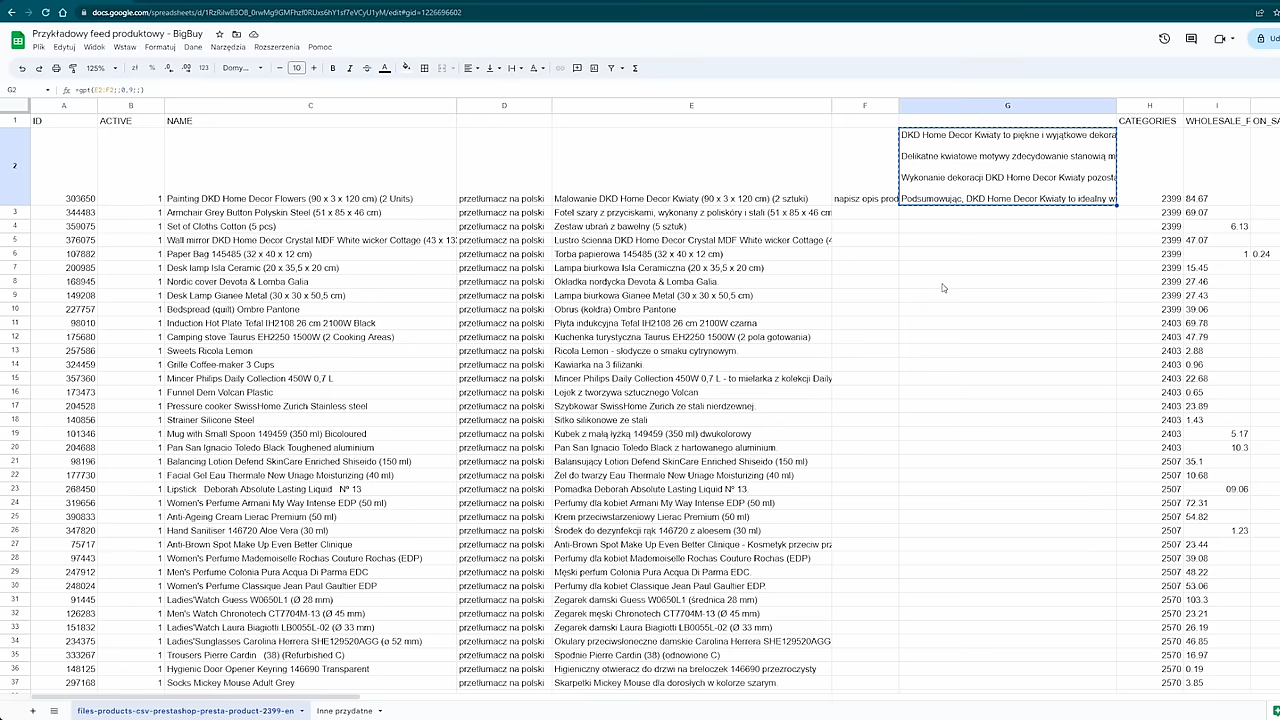 docs.google.com/spreadsheets/d/1RzRiIwB3OB_0rwMg9GMFhzf0RUxs6hY1sf7eVCyU1yM/edit#gid=1226696602
Przykładowy feed produktowy - BigBuy
Plik Edytuj Widok Wstaw Formatuj Dane Narzędzia Rozszerzenia Pomoc
125% zł % .0 .00 123 Domy... 10
G2 =gpt(E2:F2;;0,9;;)
A B C D E F G H I
1 ID ACTIVE NAME CATEGORIES WHOLESALE_F ON_SA
DKD Home Decor Kwiaty to piękne i wyjątkowe dekora
Delikatne kwiatowe motywy zdecydowanie stanowią m
2 Wykonanie dekoracji DKD Home Decor Kwiaty pozosta
303650 1 Painting DKD Home Decor Flowers (90 x 3 x 120 cm) (2 Units) przetłumacz na polski Malowanie DKD Home Decor Kwiaty (90 x 3 x 120 cm) (2 sztuki) napisz opis prod Podsumowując, DKD Home Decor Kwiaty to idealny w 2399 84.67
3 344483 1 Armchair Grey Button Polyskin Steel (51 x 85 x 46 cm) przetłumacz na polski Fotel szary z przyciskami, wykonany z poliskóry i stali (51 x 85 x 46 cm 2399 69.07
4 359075 1 Set of Cloths Cotton (5 pcs) przetłumacz na polski Zestaw ubrań z bawełny (5 sztuk) 2399 6.13
5 376075 1 Wall mirror DKD Home Decor Crystal MDF White wicker Cottage (43 x 13 przetłumacz na polski Lustro ścienna DKD Home Decor Crystal MDF White wicker Cottage (4 2399 47.07
6 107882 1 Paper Bag 145485 (32 x 40 x 12 cm) przetłumacz na polski Torba papierowa 145485 (32 x 40 x 12 cm) 2399 1 0.24
7 200985 1 Desk lamp Isla Ceramic (20 x 35,5 x 20 cm) przetłumacz na polski Lampa biurkowa Isla Ceramiczna (20 x 35,5 x 20 cm) 2399 15.45
8 168945 1 Nordic cover Devota & Lomba Galia przetłumacz na polski Okładka nordycka Devota & Lomba Galia. 2399 27.46
9 149208 1 Desk Lamp Gianee Metal (30 x 30 x 50,5 cm) przetłumacz na polski Lampa biurkowa Gianee Metal (30 x 30 x 50,5 cm) 2399 27.43
10 227757 1 Bedspread (quilt) Ombre Pantone przetłumacz na polski Obrus (kołdra) Ombre Pantone 2399 39.06
11 98010 1 Induction Hot Plate Tefal IH2108 26 cm 2100W Black przetłumacz na polski Płyta indukcyjna Tefal IH2108 26 cm 2100W czarna 2403 69.78
12 175680 1 Camping stove Taurus EH2250 1500W (2 Cooking Areas) przetłumacz na polski Kuchenka turystyczna Taurus EH2250 1500W (2 pola gotowania) 2403 47.79
13 257586 1 Sweets Ricola Lemon przetłumacz na polski Ricola Lemon - słodycze o smaku cytrynowym. 2403 2.88
14 324459 1 Grille Coffee-maker 3 Cups przetłumacz na polski Kawiarka na 3 filiżanki. 2403 0.96
15 357360 1 Mincer Philips Daily Collection 450W 0,7 L przetłumacz na polski Mincer Philips Daily Collection 450W 0,7 L - to mielarka z kolekcji Daily 2403 22.68
16 173473 1 Funnel Dem Volcan Plastic przetłumacz na polski Lejek z tworzywa sztucznego Volcan 2403 0.65
17 204528 1 Pressure cooker SwissHome Zurich Stainless steel przetłumacz na polski Szybkowar SwissHome Zurich ze stali nierdzewnej. 2403 23.89
18 140856 1 Strainer Silicone Steel przetłumacz na polski Sitko silikonowe ze stali 2403 1.43
19 101346 1 Mug with Small Spoon 149459 (350 ml) Bicoloured przetłumacz na polski Kubek z małą łyżką 149459 (350 ml) dwukolorowy 2403 5.17
20 204688 1 Pan San Ignacio Toledo Black Toughened aluminium przetłumacz na polski Pan San Ignacio Toledo Black z hartowanego aluminium. 2403 10.3
21 98196 1 Balancing Lotion Defend SkinCare Enriched Shiseido (150 ml) przetłumacz na polski Balansujący Lotion Defend SkinCare Enriched Shiseido (150 ml) 2507 35.1
22 177730 1 Facial Gel Eau Thermale New Uriage Moisturizing (40 ml) przetłumacz na polski Żel do twarzy Eau Thermale New Uriage Moisturizing (40 ml) 2507 10.68
23 268450 1 Lipstick Deborah Absolute Lasting Liquid Nº 13 przetłumacz na polski Pomadka Deborah Absolute Lasting Liquid Nº 13. 2507 09.06
24 319656 1 Women's Perfume Armani My Way Intense EDP (50 ml) przetłumacz na polski Perfumy dla kobiet Armani My Way Intense EDP (50 ml) 2507 72.31
25 390833 1 Anti-Ageing Cream Lierac Premium (50 ml) przetłumacz na polski Krem przeciwstarzeniowy Lierac Premium (50 ml) 2507 54.82
26 347820 1 Hand Sanitiser 146720 Aloe Vera (30 ml) przetłumacz na polski Środek do dezynfekcji rąk 146720 z aloesem (30 ml) 2507 1.23
27 75717 1 Anti-Brown Spot Make Up Even Better Clinique przetłumacz na polski Anti-Brown Spot Make Up Even Better Clinique - Kosmetyk przeciw prz 2507 23.44
28 97443 1 Women's Perfume Mademoiselle Rochas Couture Rochas (EDP) przetłumacz na polski Perfumy dla kobiet Mademoiselle Rochas Couture Rochas (EDP) 2507 39.08
29 247912 1 Men's Perfume Colonia Pura Acqua Di Parma EDC przetłumacz na polski Męski perfum Colonia Pura Acqua Di Parma EDC. 2507 48.22
30 248024 1 Women's Perfume Classique Jean Paul Gaultier EDP przetłumacz na polski Perfumy dla kobiet Classique Jean Paul Gaultier EDP. 2507 53.06
31 91445 1 Ladies'Watch Guess W0650L1 (Ø 28 mm) przetłumacz na polski Zegarek damski Guess W0650L1 (średnica 28 mm) 2570 103.3
32 126283 1 Men's Watch Chronotech CT7704M-13 (Ø 45 mm) przetłumacz na polski Zegarek męski Chronotech CT7704M-13 (Ø 45 mm) 2570 23.21
33 151832 1 Ladies'Watch Laura Biagiotti LB0055L-02 (Ø 33 mm) przetłumacz na polski Zegarek damski Laura Biagiotti LB0055L-02 (Ø 33 mm) 2570 26.19
34 234375 1 Ladies'Sunglasses Carolina Herrera SHE129520AGG (ø 52 mm) przetłumacz na polski Okulary przeciwsłoneczne damskie Carolina Herrera SHE129520AGG 2570 46.85
35 333267 1 Trousers Pierre Cardin (38) (Refurbished C) przetłumacz na polski Spodnie Pierre Cardin (38) (odnowione C) 2570 16.97
36 148125 1 Hygienic Door Opener Keyring 146690 Transparent przetłumacz na polski Higieniczny otwieracz do drzwi na breloczek 146690 przezroczysty 2570 0.19
37 297168 1 Socks Mickey Mouse Adult Grey przetłumacz na polski Skarpetki Mickey Mouse dla dorosłych w kolorze szarym. 2570 3.85
files-products-csv-prestashop-presta-product-2399-en Inne przydatne